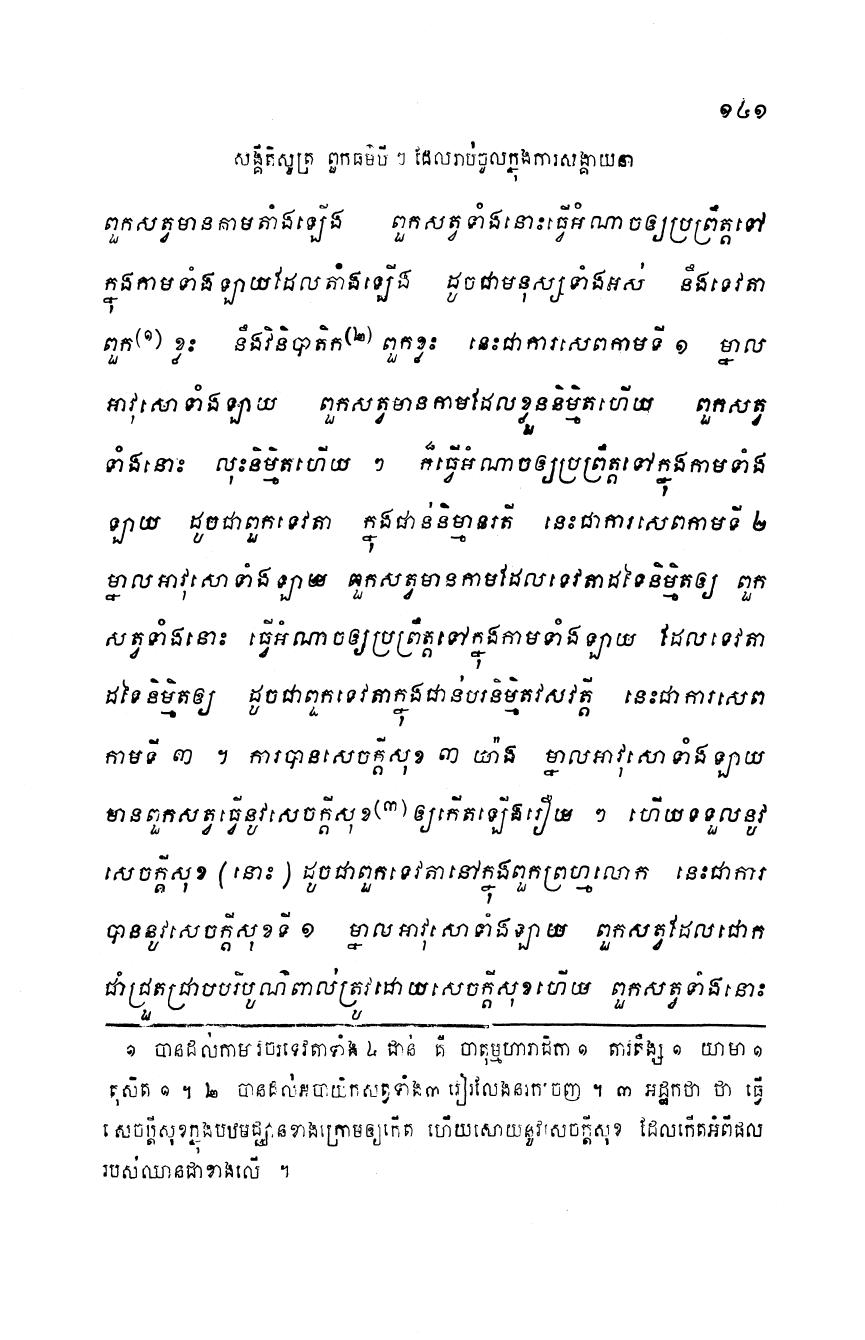 ១៤១
សង្គីតិសូត្រ ពួកធម៌បី ៗ ដែលរាប់ចូលក្នុងការសង្គាយនា
ពួកសត្វមានកាមតាំងឡើង ពួកសត្វទាំងនោះធ្វើអំណាចឲ្យប្រព្រឹត្តទៅ
ក្នុងកាមទាំងឡាយដែលតាំងឡើង ដូចជាមនុស្សទាំងអស់ នឹងទេវតា
ពួក(១) ខ្លះ នឹងវិនិបាតិក(២) ពួកខ្លះ នេះជាការសេពកាមទី ១ ម្នាល
អាវុសោទាំងឡាយ ពួកសត្វមានកាមដែលខ្លួននិម្មិតហើយ ពួកសត្វ
ទាំងនោះ លុះនិម្មិតហើយ ៗ ក៏ធ្វើអំណាចឲ្យប្រព្រឹត្តទៅក្នុងកាមទាំង
ឡាយ ដូចជាពួកទេវតា ក្នុងជាន់និម្មានរតី នេះជាការសេពកាមទី ២
ម្នាលអាវុសោទាំងឡាយ ពួកសត្វមានកាមដែលទេវតាដទៃនិម្មិតឲ្យ ពួក
សត្វទាំងនោះ ធ្វើអំណាចឲ្យប្រព្រឹត្តទៅក្នុងកាមទាំងឡាយ ដែលទេវតា
ដទៃនិម្មិតឲ្យ ដូចជាពួកទេវតាក្នុងជាន់បរនិម្មិតវសវត្តី នេះជាការសេព
កាមទី ៣ ។ ការបានសេចក្តីសុខ ៣ យ៉ាង ម្នាលអាវុសោទាំងឡាយ
មានពួកសត្វធ្វើនូវសេចក្តីសុខ(៣) ឲ្យកើតឡើងរឿយ ៗ ហើយទទួលនូវ
សេចក្តីសុខ (នោះ) ដូចជាពួកទេវតានៅក្នុងពួកព្រហ្មលោក នេះជាការ
បាននូវសេចក្តីសុខទី ១ ម្នាលអាវុសោទាំងឡាយ ពួកសត្វដែលជោក
ជាំជ្រួតជ្រាបបរិបូណ៌ពាល់ត្រូវដោយសេចក្តីសុខហើយ ពួកសត្វទាំងនោះ
១ បានដល់កាមាវចរទេវតាទាំង ៤ ជាន់ គឺ ចាតុម្មហារាជិកា ១ តាវតឹង្ស ១ យាមា ១
តុសិត ១ ។ ២ បានដល់អបាយិកសត្វទាំង៣ រៀរលែងនរកចេញ ។ ៣ អដ្ឋកថា ថា ធ្វើ
សេចក្តីសុខក្នុងបឋមជ្ឈានខាងក្រោមឲ្យកើត ហើយសោយនូវសេចក្តីសុខ ដែលកើតអំពីផល
របស់ឈានជាខាងលើ ។